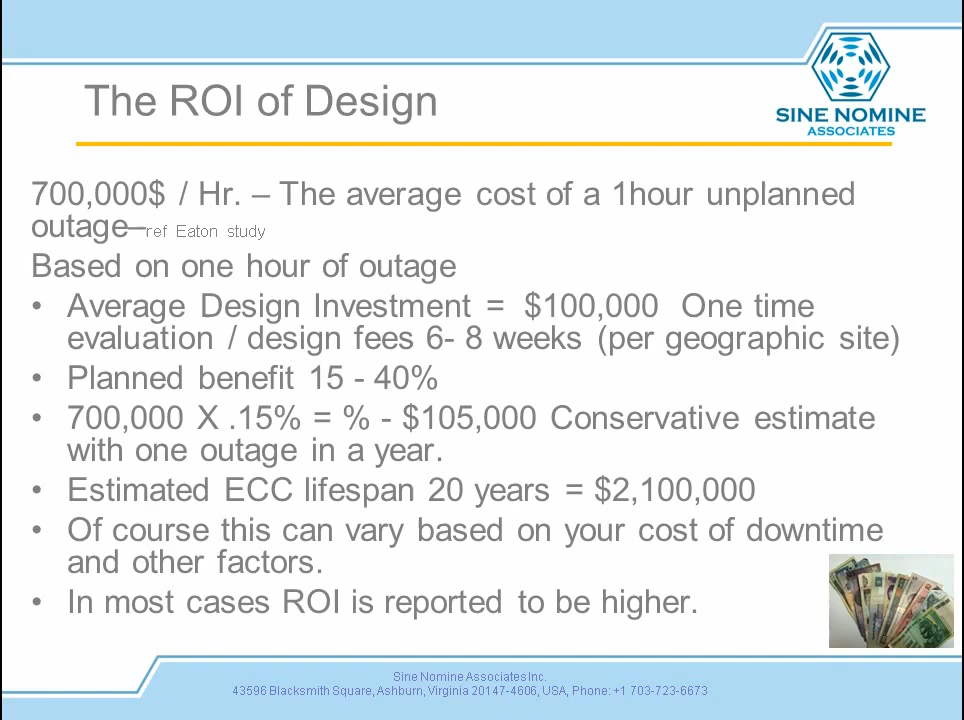 SINE NOMINE
ASSOCIATES
The ROI of Design
700,000$ / Hr. – The average cost of a 1hour unplanned
outage–ref Eaton study
Based on one hour of outage
• Average Design Investment = $100,000 One time
evaluation / design fees 6- 8 weeks (per geographic site)
• Planned benefit 15 - 40%
• 700,000 X .15% = % - $105,000 Conservative estimate
with one outage in a year.
• Estimated ECC lifespan 20 years = $2,100,000
• Of course this can vary based on your cost of downtime
and other factors.
• In most cases ROI is reported to be higher.
Sine Nomine Associates Inc.
43596 Blacksmith Square, Ashburn, Virginia 20147-4606, USA, Phone: +1 703-723-6673